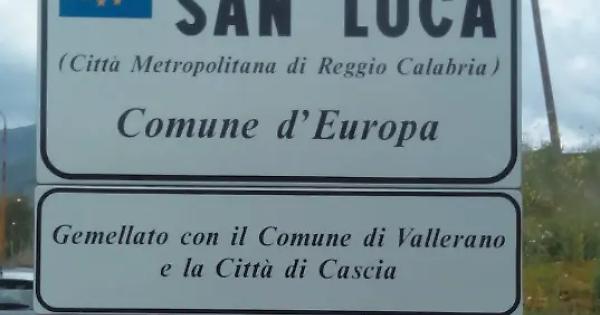 SAN LUCA
(Città Metropolitana di Reggio Calabria)
Comune d'Europa
Gemellato con il Comune di Vallerano
e la Città di Cascia